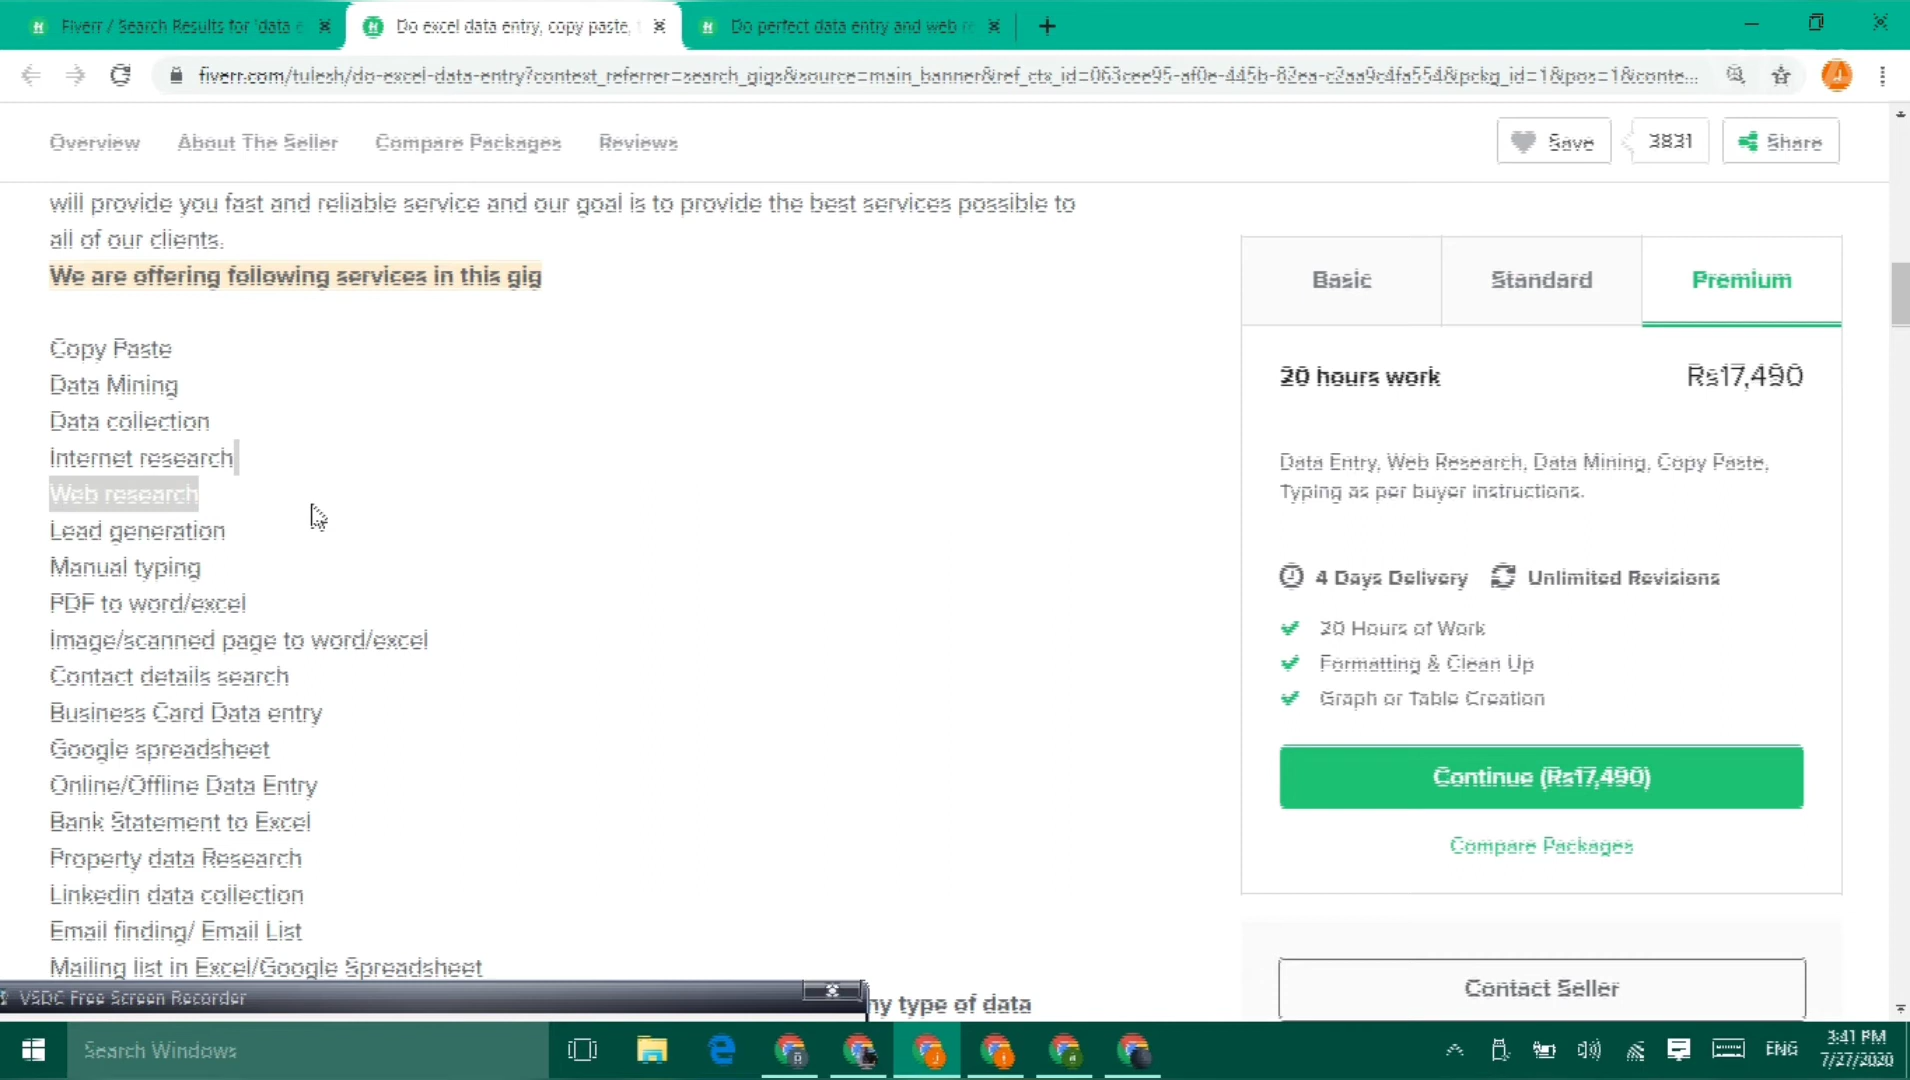 Fiverr / Search Results for 'data e
Do excel data entry, copy paste,
Do perfect data entry and web re
fiverr.com/tulesh/do-excel-data-entry?context_referrer=search_gigs&source=main_banner&ref_ctx_id=063cee95-af0e-445b-82ea-c2aa9c4fa554&pckg_id=1&pos=1&conte...
Overview About The Seller Compare Packages Reviews
Save 3831 Share
will provide you fast and reliable service and our goal is to provide the best services possible to
all of our clients.
We are offering following services in this gig
Copy Paste
Data Mining
Data collection
Internet research
Web research
Lead generation
Manual typing
PDF to word/excel
Image/scanned page to word/excel
Contact details search
Business Card Data entry
Google spreadsheet
Online/Offline Data Entry
Bank Statement to Excel
Property data Research
Linkedin data collection
Email finding/ Email List
Mailing list in Excel/Google Spreadsheet
ny type of data
Basic Standard Premium
20 hours work Rs17,490
Data Entry, Web Research, Data Mining, Copy Paste,
Typing as per buyer instructions.
4 Days Delivery Unlimited Revisions
20 Hours of Work
Formatting & Clean Up
Graph or Table Creation
Continue (Rs17,490)
Compare Packages
Contact Seller
VSDC Free Screen Recorder
Search Windows
ENG
3:41 PM
7/27/2020